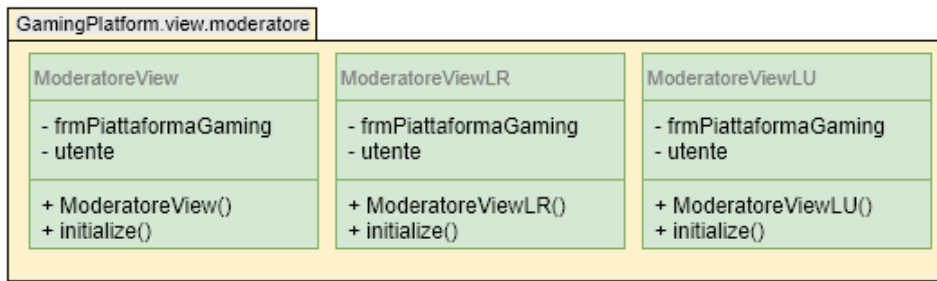 GamingPlatform.view.moderatore
ModeratoreView
- frmPiattaformaGaming
- utente
+ ModeratoreView()
+ initialize()
ModeratoreViewLR
- frmPiattaformaGaming
- utente
+ ModeratoreViewLR()
+ initialize()
ModeratoreViewLU
- frmPiattaformaGaming
- utente
+ ModeratoreViewLU()
+ initialize()